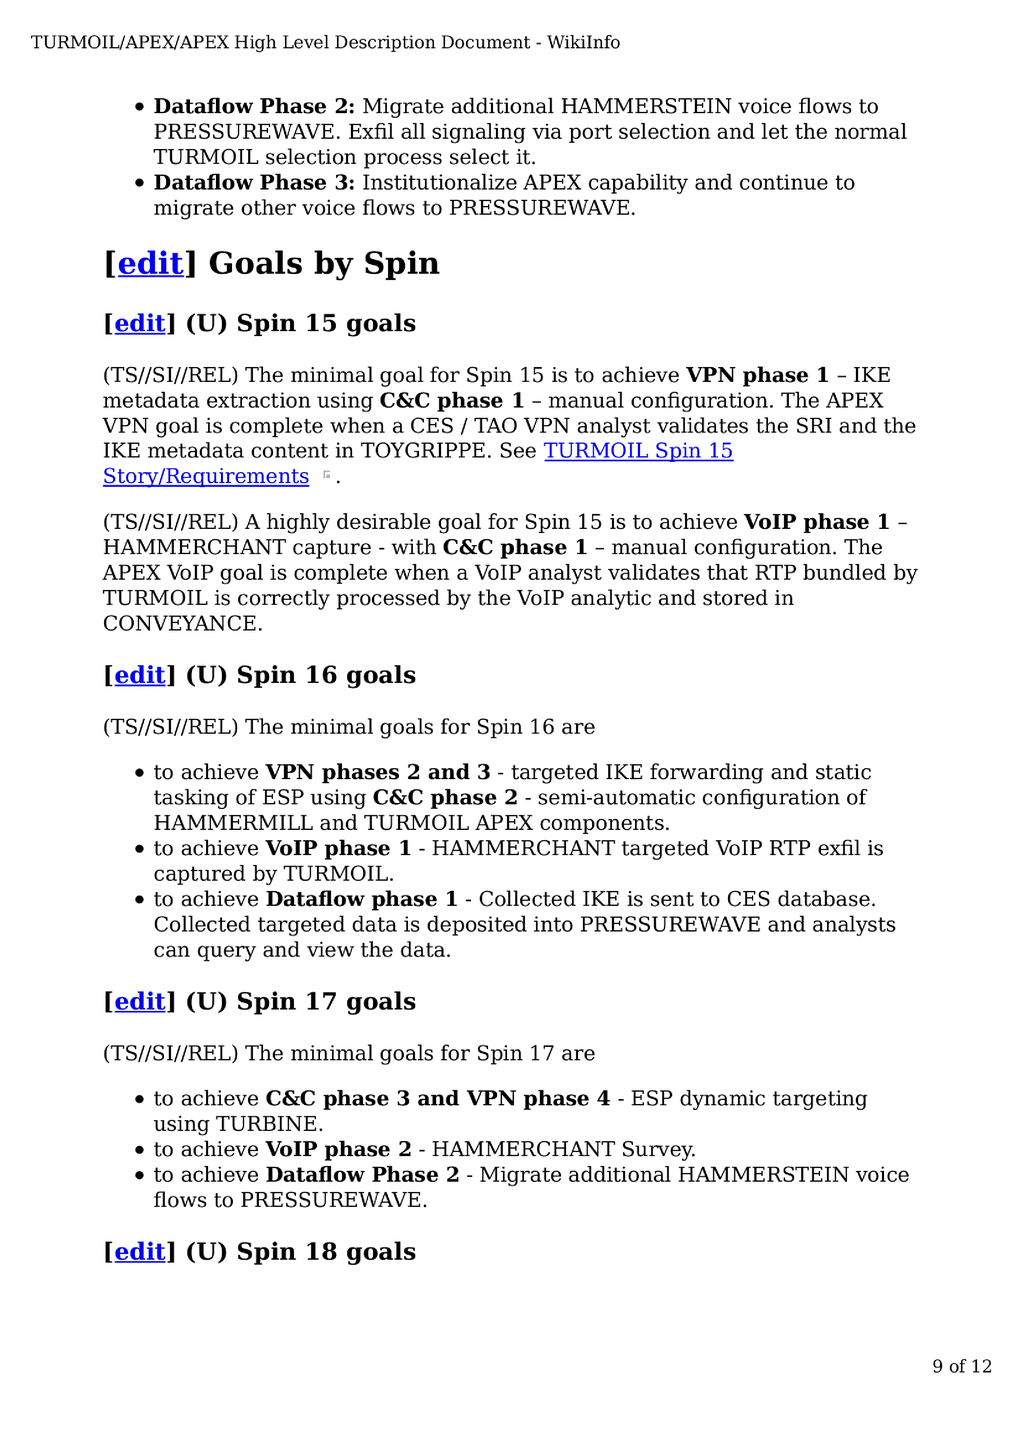 TURMOIL/APEX/APEX High Level Description Document - WikiInfo
• Dataflow Phase 2: Migrate additional HAMMERSTEIN voice flows to
PRESSUREWAVE. Exfil all signaling via port selection and let the normal
TURMOIL selection process select it.
• Dataflow Phase 3: Institutionalize APEX capability and continue to
migrate other voice flows to PRESSUREWAVE.
[edit] Goals by Spin
[edit] (U) Spin 15 goals
(TS//SI//REL) The minimal goal for Spin 15 is to achieve VPN phase 1 – IKE
metadata extraction using C&C phase 1 – manual configuration. The APEX
VPN goal is complete when a CES / TAO VPN analyst validates the SRI and the
IKE metadata content in TOYGRIPPE. See TURMOIL Spin 15
Story/Requirements .
(TS//SI//REL) A highly desirable goal for Spin 15 is to achieve VoIP phase 1 –
HAMMERCHANT capture - with C&C phase 1 – manual configuration. The
APEX VoIP goal is complete when a VoIP analyst validates that RTP bundled by
TURMOIL is correctly processed by the VoIP analytic and stored in
CONVEYANCE.
[edit] (U) Spin 16 goals
(TS//SI//REL) The minimal goals for Spin 16 are
• to achieve VPN phases 2 and 3 - targeted IKE forwarding and static
tasking of ESP using C&C phase 2 - semi-automatic configuration of
HAMMERMILL and TURMOIL APEX components.
• to achieve VoIP phase 1 - HAMMERCHANT targeted VoIP RTP exfil is
captured by TURMOIL.
• to achieve Dataflow phase 1 - Collected IKE is sent to CES database.
Collected targeted data is deposited into PRESSUREWAVE and analysts
can query and view the data.
[edit] (U) Spin 17 goals
(TS//SI//REL) The minimal goals for Spin 17 are
• to achieve C&C phase 3 and VPN phase 4 - ESP dynamic targeting
using TURBINE.
• to achieve VoIP phase 2 - HAMMERCHANT Survey.
• to achieve Dataflow Phase 2 - Migrate additional HAMMERSTEIN voice
flows to PRESSUREWAVE.
[edit] (U) Spin 18 goals
9 of 12